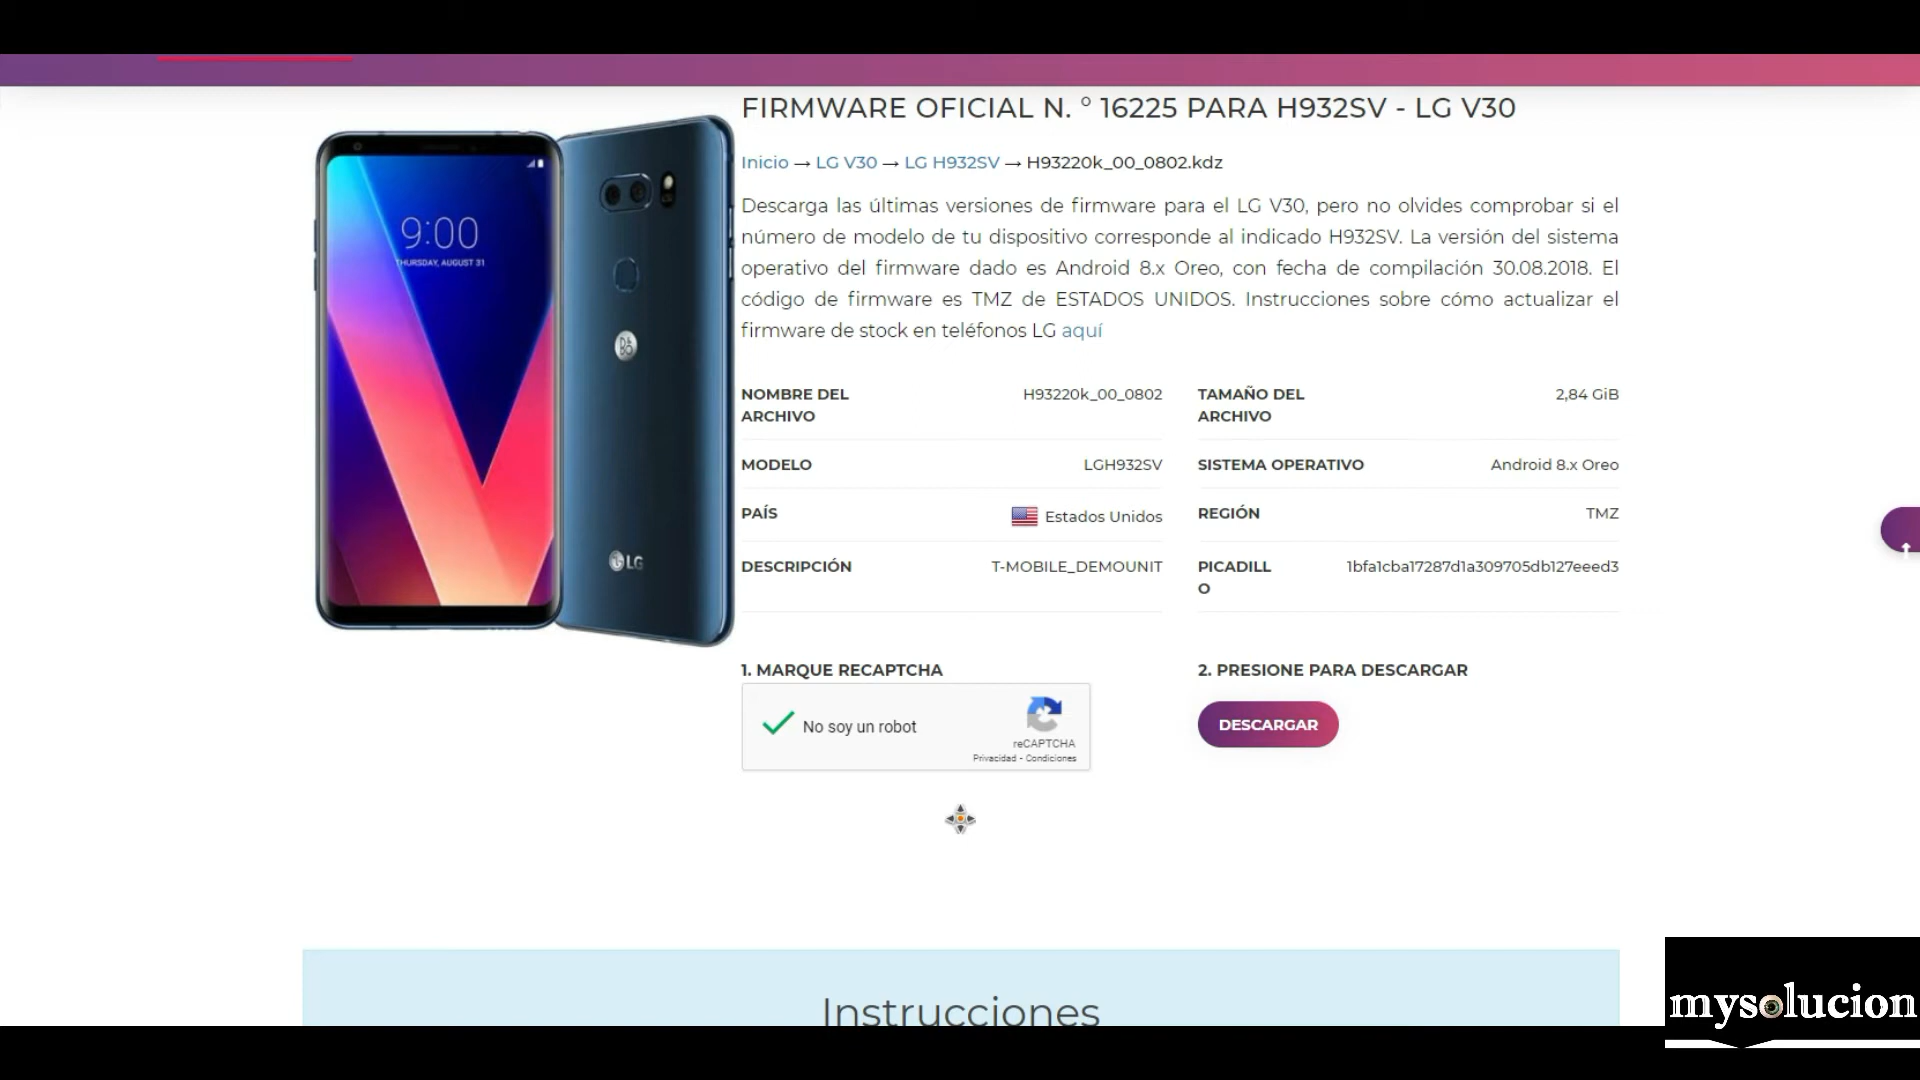 FIRMWARE OFICIAL N. ° 16225 PARA H932SV - LG V30
Inicio → LG V30 → LG H932SV → H93220k_00_0802.kdz
Descarga las últimas versiones de firmware para el LG V30, pero no olvides comprobar si el
número de modelo de tu dispositivo corresponde al indicado H932SV. La versión del sistema
operativo del firmware dado es Android 8.x Oreo, con fecha de compilación 30.08.2018. El
código de firmware es TMZ de ESTADOS UNIDOS. Instrucciones sobre cómo actualizar el
firmware de stock en teléfonos LG aquí
9:00
THURSDAY, AUGUST 31
B&O
LG
NOMBRE DEL
ARCHIVO
H93220k_00_0802
TAMAÑO DEL
ARCHIVO
2,84 GiB
MODELO
LGH932SV
SISTEMA OPERATIVO
Android 8.x Oreo
PAÍS
Estados Unidos
REGIÓN
TMZ
DESCRIPCIÓN
T-MOBILE_DEMOUNIT
PICADILL
O
1bfa1cba17287d1a309705db127eeed3
1. MARQUE RECAPTCHA
No soy un robot
reCAPTCHA
Privacidad - Condiciones
2. PRESIONE PARA DESCARGAR
DESCARGAR
Instrucciones
mysolucion